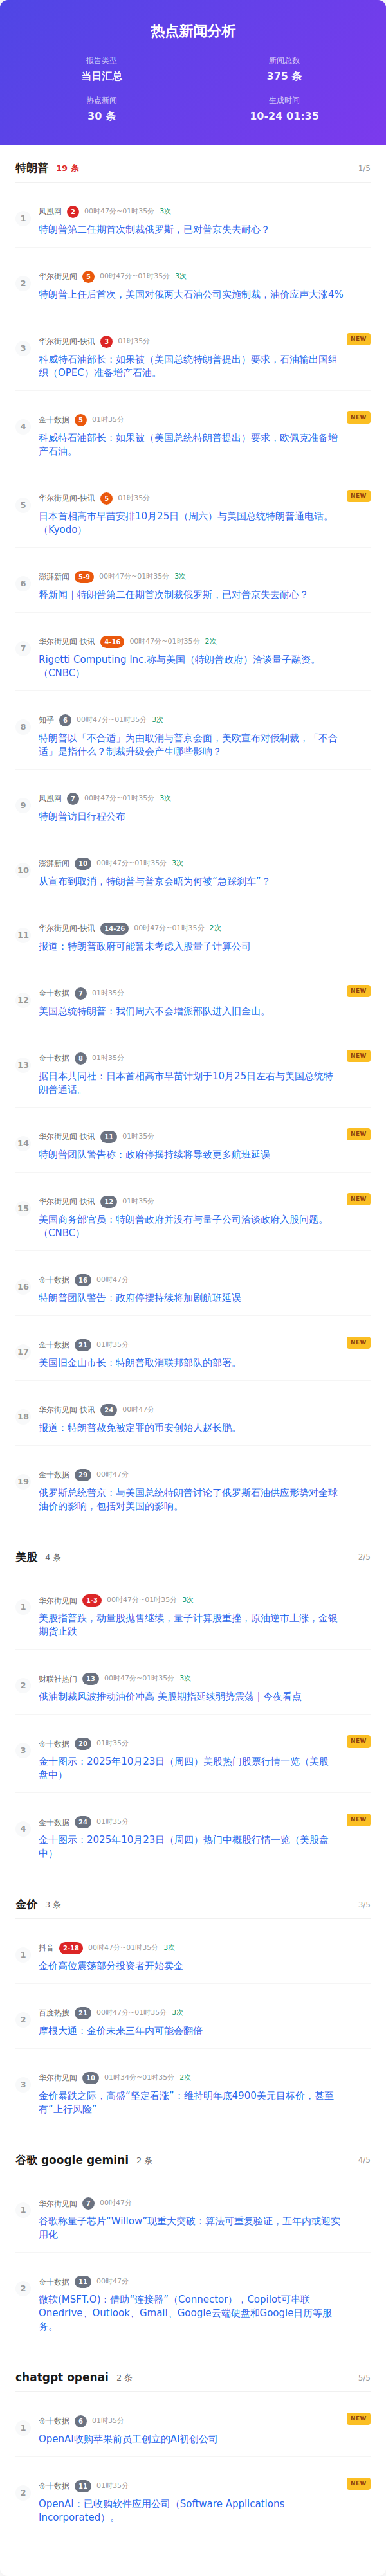 热点新闻分析
报告类型
当日汇总
新闻总数
375 条
热点新闻
30 条
生成时间
10-24 01:35
特朗普 19 条 1/5
1 凤凰网 2 00时47分~01时35分 3次
特朗普第二任期首次制裁俄罗斯，已对普京失去耐心？
2 华尔街见闻 5 00时47分~01时35分 3次
特朗普上任后首次，美国对俄两大石油公司实施制裁，油价应声大涨4%
3 华尔街见闻-快讯 3 01时35分 NEW
科威特石油部长：如果被（美国总统特朗普提出）要求，石油输出国组
织（OPEC）准备增产石油。
4 金十数据 5 01时35分 NEW
科威特石油部长：如果被（美国总统特朗普提出）要求，欧佩克准备增
产石油。
5 华尔街见闻-快讯 5 01时35分 NEW
日本首相高市早苗安排10月25日（周六）与美国总统特朗普通电话。
（Kyodo）
6 澎湃新闻 5-9 00时47分~01时35分 3次
释新闻｜特朗普第二任期首次制裁俄罗斯，已对普京失去耐心？
7 华尔街见闻-快讯 4-16 00时47分~01时35分 2次
Rigetti Computing Inc.称与美国（特朗普政府）洽谈量子融资。
（CNBC）
8 知乎 6 00时47分~01时35分 3次
特朗普以「不合适」为由取消与普京会面，美欧宣布对俄制裁，「不合
适」是指什么？制裁升级会产生哪些影响？
9 凤凰网 7 00时47分~01时35分 3次
特朗普访日行程公布
10 澎湃新闻 10 00时47分~01时35分 3次
从宣布到取消，特朗普与普京会晤为何被“急踩刹车”？
11 华尔街见闻-快讯 14-26 00时47分~01时35分 2次
报道：特朗普政府可能暂未考虑入股量子计算公司
12 金十数据 7 01时35分 NEW
美国总统特朗普：我们周六不会增派部队进入旧金山。
13 金十数据 8 01时35分 NEW
据日本共同社：日本首相高市早苗计划于10月25日左右与美国总统特
朗普通话。
14 华尔街见闻-快讯 11 01时35分 NEW
特朗普团队警告称：政府停摆持续将导致更多航班延误
15 华尔街见闻-快讯 12 01时35分 NEW
美国商务部官员：特朗普政府并没有与量子公司洽谈政府入股问题。
（CNBC）
16 金十数据 16 00时47分
特朗普团队警告：政府停摆持续将加剧航班延误
17 金十数据 21 01时35分 NEW
美国旧金山市长：特朗普取消联邦部队的部署。
18 华尔街见闻-快讯 24 00时47分
报道：特朗普赦免被定罪的币安创始人赵长鹏。
19 金十数据 29 00时47分
俄罗斯总统普京：与美国总统特朗普讨论了俄罗斯石油供应形势对全球
油价的影响，包括对美国的影响。
美股 4 条 2/5
1 华尔街见闻 1-3 00时47分~01时35分 3次
美股指普跌，动量股抛售继续，量子计算股重挫，原油逆市上涨，金银
期货止跌
2 财联社热门 13 00时47分~01时35分 3次
俄油制裁风波推动油价冲高 美股期指延续弱势震荡 | 今夜看点
3 金十数据 20 01时35分 NEW
金十图示：2025年10月23日（周四）美股热门股票行情一览（美股
盘中）
4 金十数据 24 01时35分 NEW
金十图示：2025年10月23日（周四）热门中概股行情一览（美股盘
中）
金价 3 条 3/5
1 抖音 2-18 00时47分~01时35分 3次
金价高位震荡部分投资者开始卖金
2 百度热搜 21 00时47分~01时35分 3次
摩根大通：金价未来三年内可能会翻倍
3 华尔街见闻 10 01时34分~01时35分 2次
金价暴跌之际，高盛“坚定看涨”：维持明年底4900美元目标价，甚至
有“上行风险”
谷歌 google gemini 2 条 4/5
1 华尔街见闻 7 00时47分
谷歌称量子芯片“Willow”现重大突破：算法可重复验证，五年内或迎实
用化
2 金十数据 11 00时47分
微软(MSFT.O)：借助“连接器”（Connector），Copilot可串联
Onedrive、Outlook、Gmail、Google云端硬盘和Google日历等服
务。
chatgpt openai 2 条 5/5
1 金十数据 6 01时35分 NEW
OpenAI收购苹果前员工创立的AI初创公司
2 金十数据 11 01时35分 NEW
OpenAI：已收购软件应用公司（Software Applications
Incorporated）。